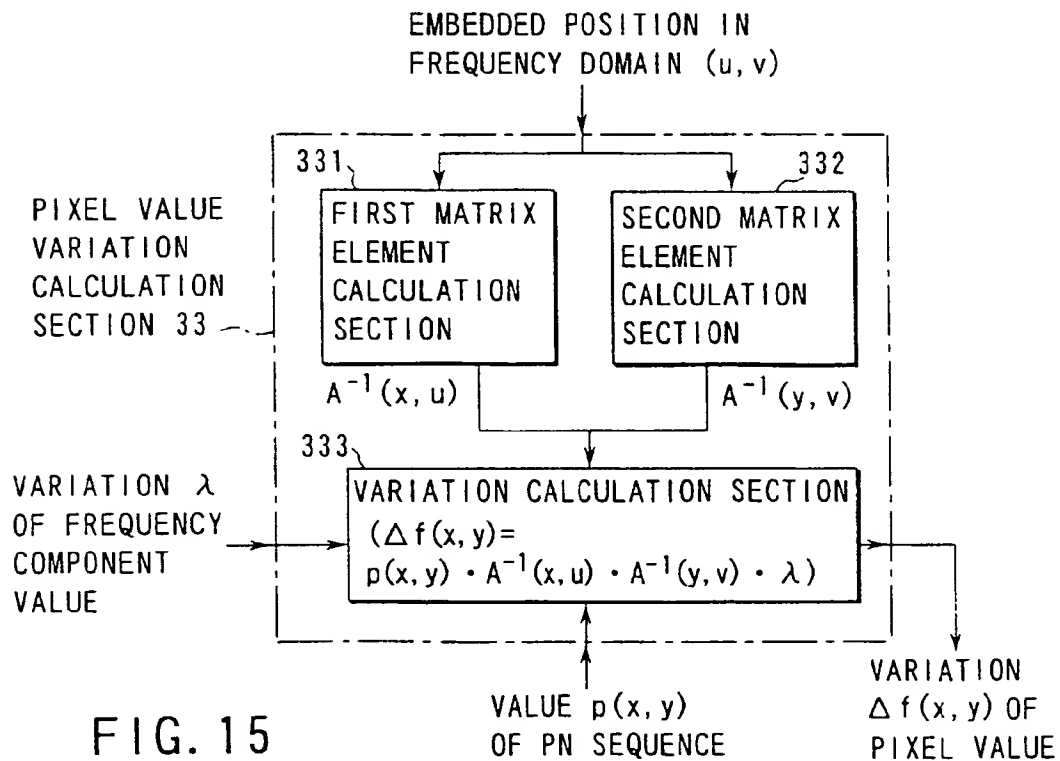 EMBEDDED POSITION IN
FREQUENCY DOMAIN (u, v)
PIXEL VALUE
VARIATION
CALCULATION
SECTION 33
331
FIRST MATRIX
ELEMENT
CALCULATION
SECTION
332
SECOND MATRIX
ELEMENT
CALCULATION
SECTION
A⁻¹(x, u)
A⁻¹(y, v)
333
VARIATION CALCULATION SECTION
(Δf(x, y)=
p(x, y) · A⁻¹(x, u) · A⁻¹(y, v) · λ)
VARIATION λ
OF FREQUENCY
COMPONENT
VALUE
VALUE p(x, y)
OF PN SEQUENCE
VARIATION
Δf(x, y) OF
PIXEL VALUE
FIG. 15